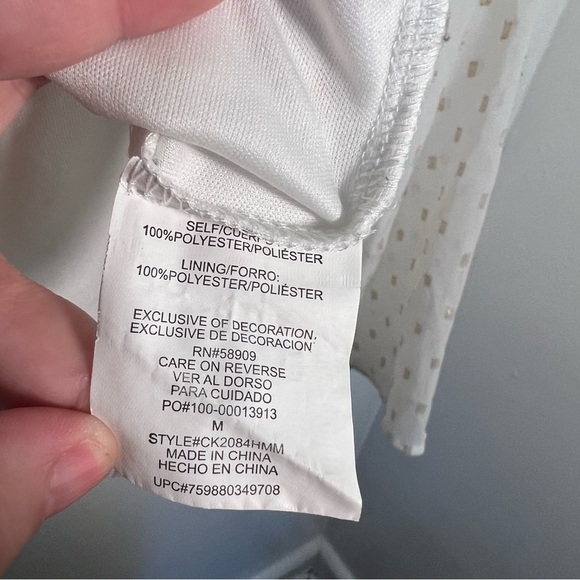 SELF/CUERPO
100%POLYESTER/POLIÉSTER
LINING/FORRO:
100%POLYESTER/POLIÉSTER
EXCLUSIVE OF DECORATION.
EXCLUSIVE DE DECORACION
RN#58909
CARE ON REVERSE
VER AL DORSO
PARA CUIDADO
PO#100-00013913
M
STYLE#CK2084HMM
MADE IN CHINA
HECHO EN CHINA
UPC#759880349708